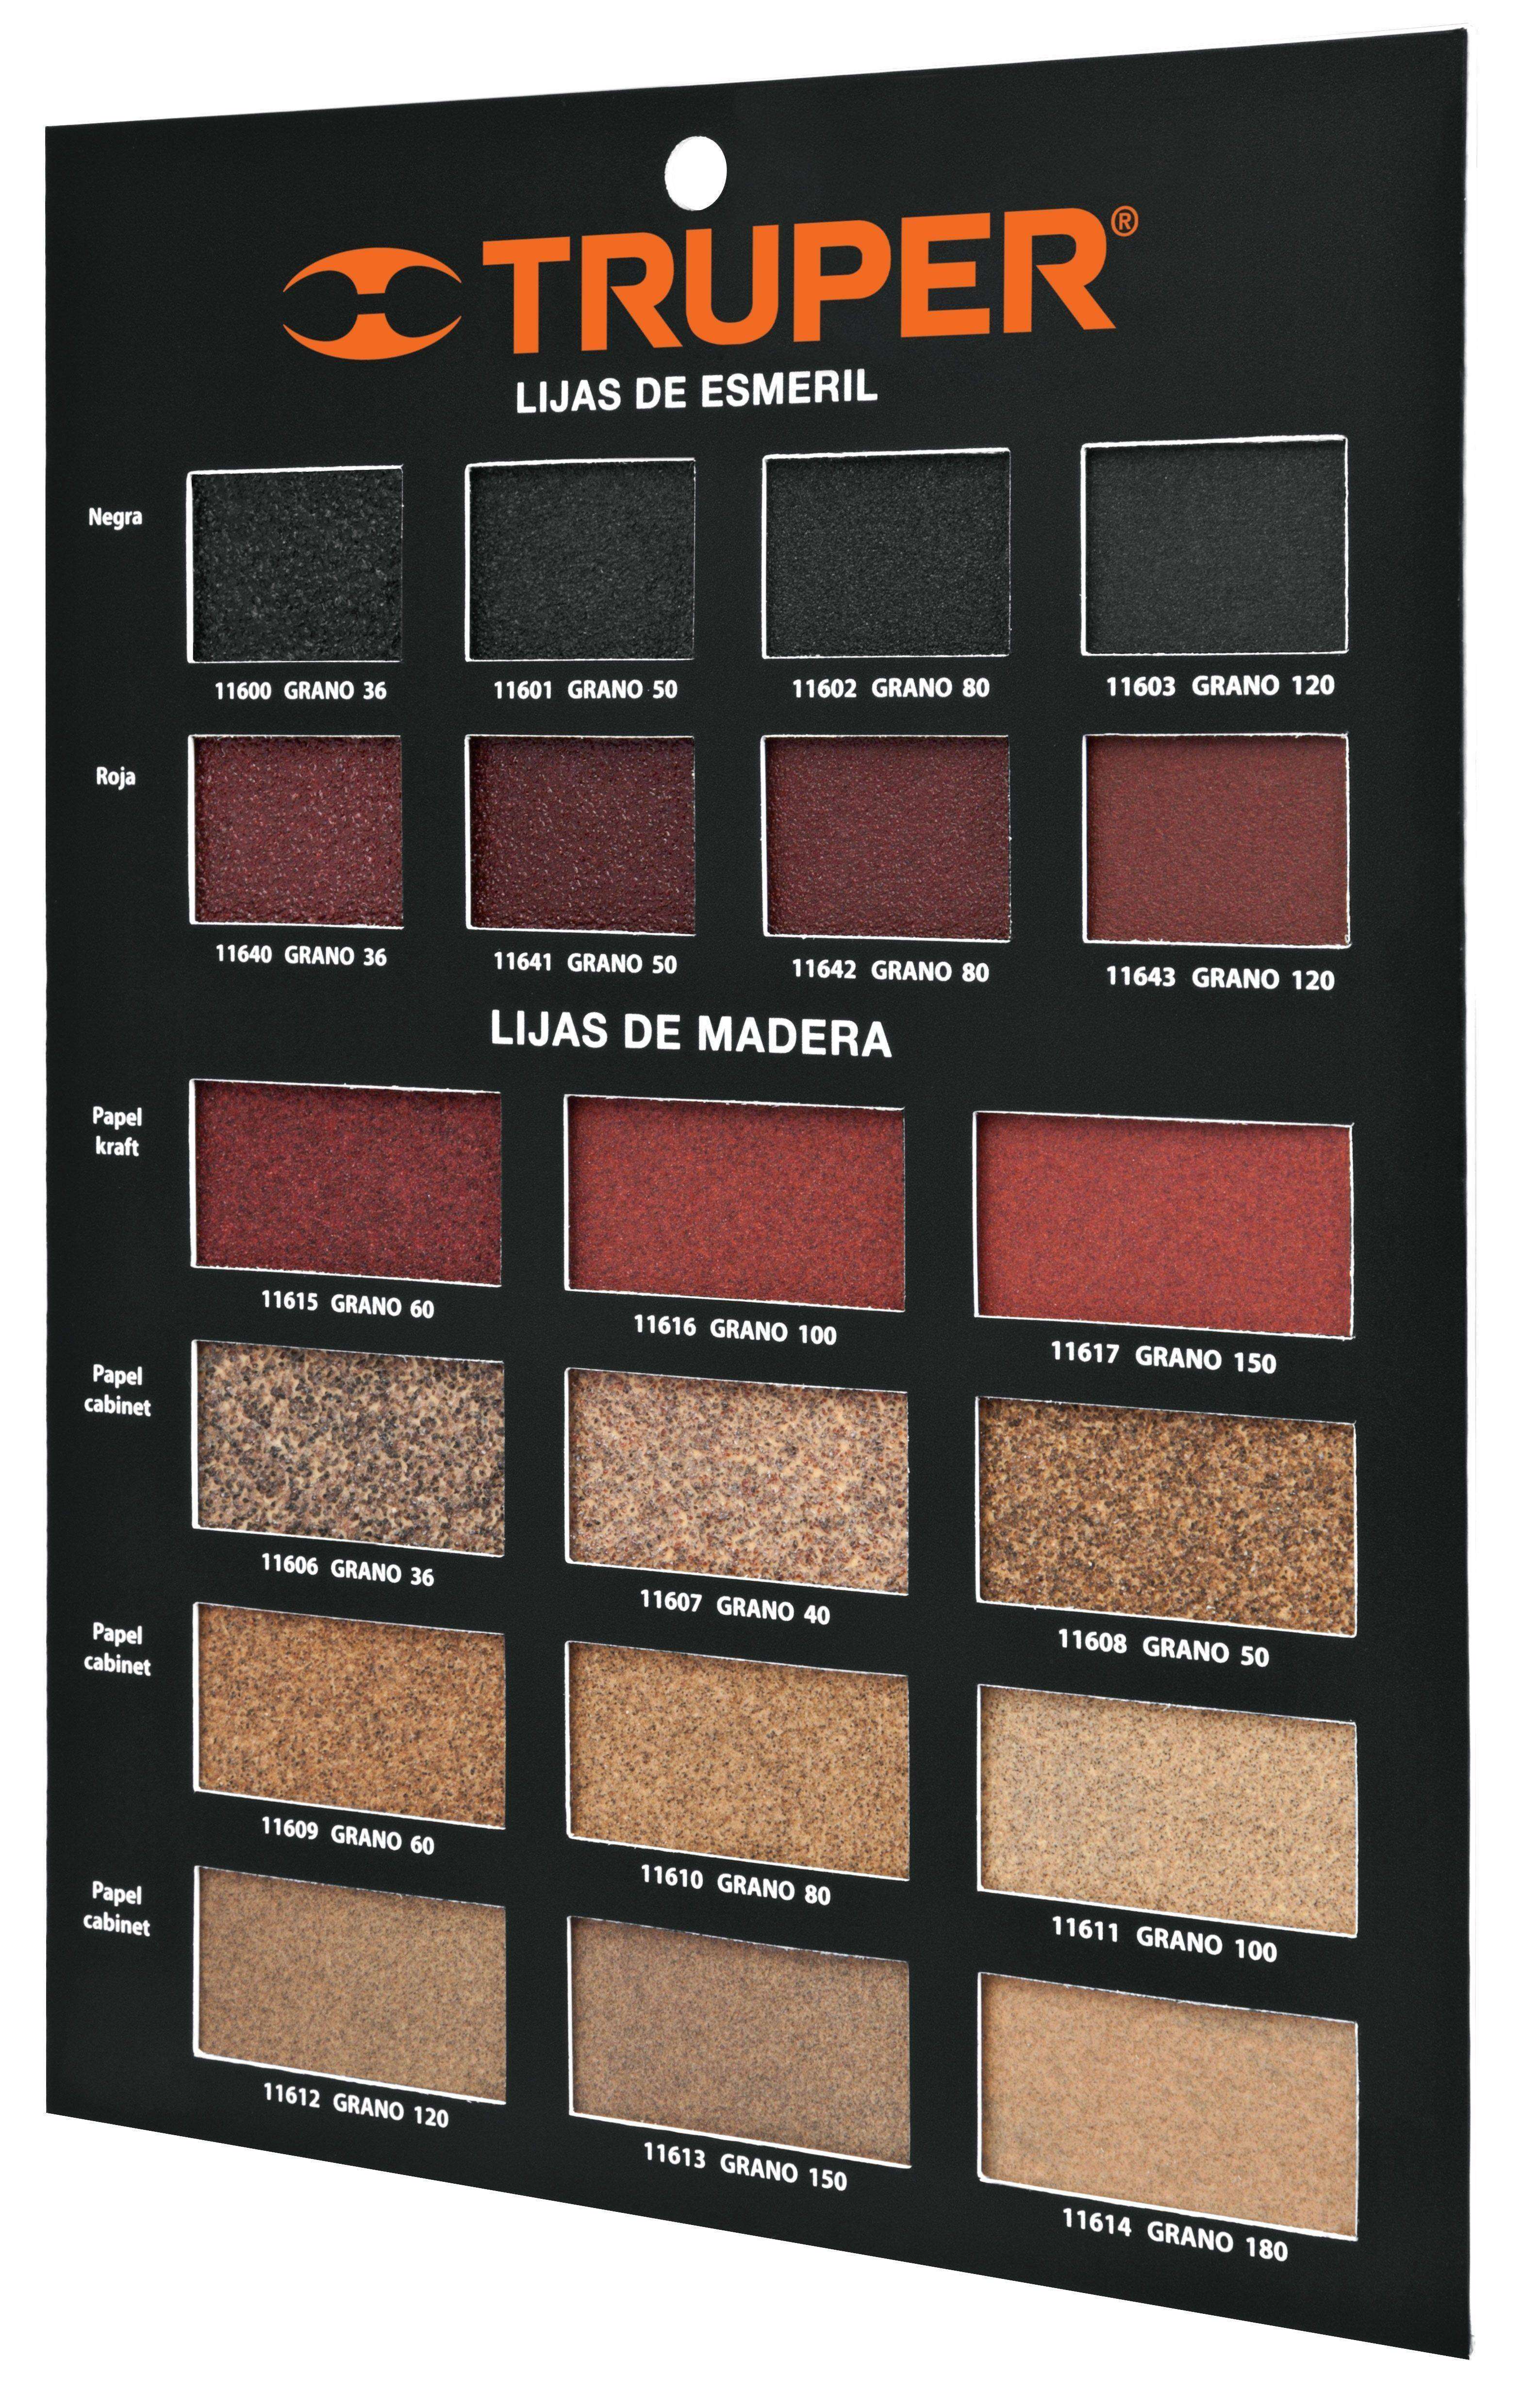 TRUPER®
LIJAS DE ESMERIL
Negra
11600 GRANO 36
11601 GRANO 50
11602 GRANO 80
11603 GRANO 120
Roja
11640 GRANO 36
11641 GRANO 50
11642 GRANO 80
11643 GRANO 120
LIJAS DE MADERA
Papel
kraft
11615 GRANO 60
11616 GRANO 100
11617 GRANO 150
Papel
cabinet
11606 GRANO 36
11607 GRANO 40
11608 GRANO 50
Papel
cabinet
11609 GRANO 60
11610 GRANO 80
11611 GRANO 100
Papel
cabinet
11612 GRANO 120
11613 GRANO 150
11614 GRANO 180